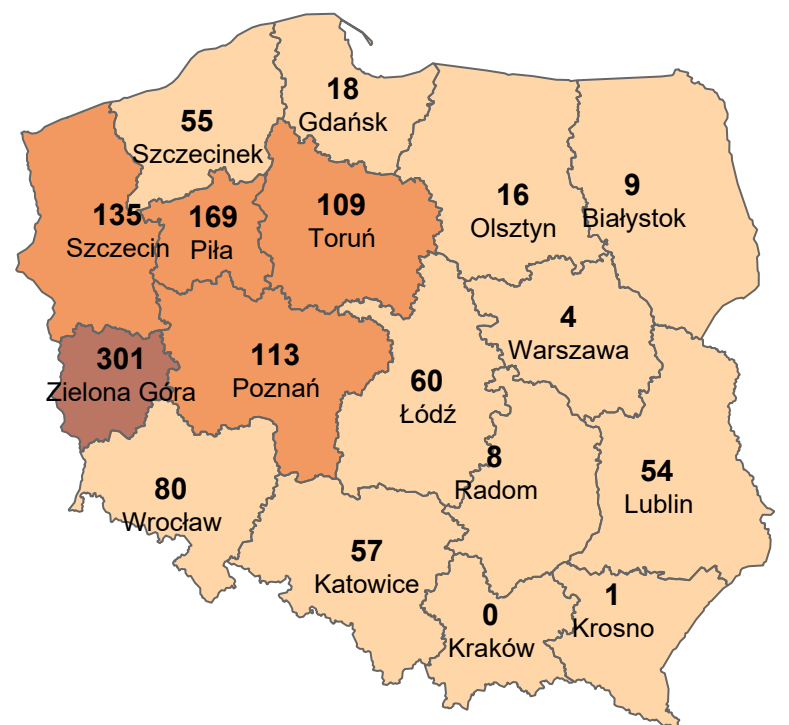 18
Gdańsk
55
Szczecinek
16
Olsztyn
9
Białystok
135
Szczecin
169
Piła
109
Toruń
4
Warszawa
301
Zielona Góra
113
Poznań
60
Łódź
8
Radom
54
Lublin
80
Wrocław
57
Katowice
0
Kraków
1
Krosno